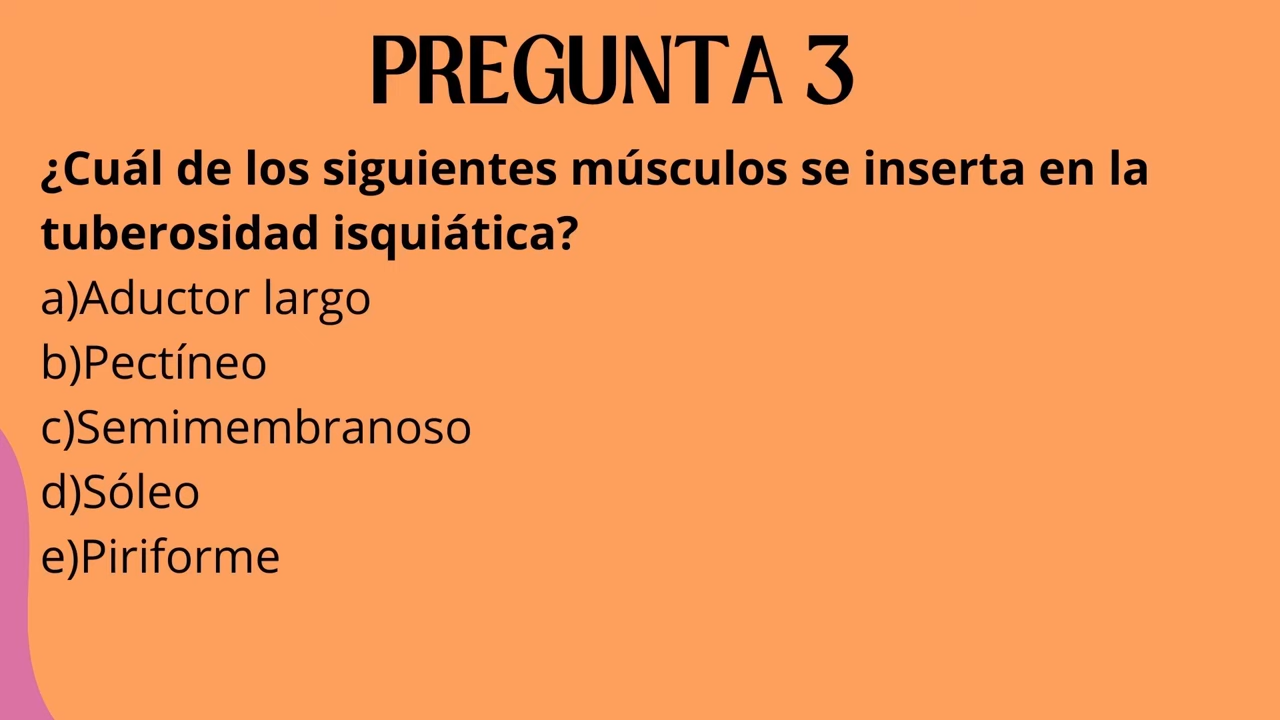 PREGUNTA 3
¿Cuál de los siguientes músculos se inserta en la
tuberosidad isquiática?
a)Aductor largo
b)Pectíneo
c)Semimembranoso
d)Sóleo
e)Piriforme